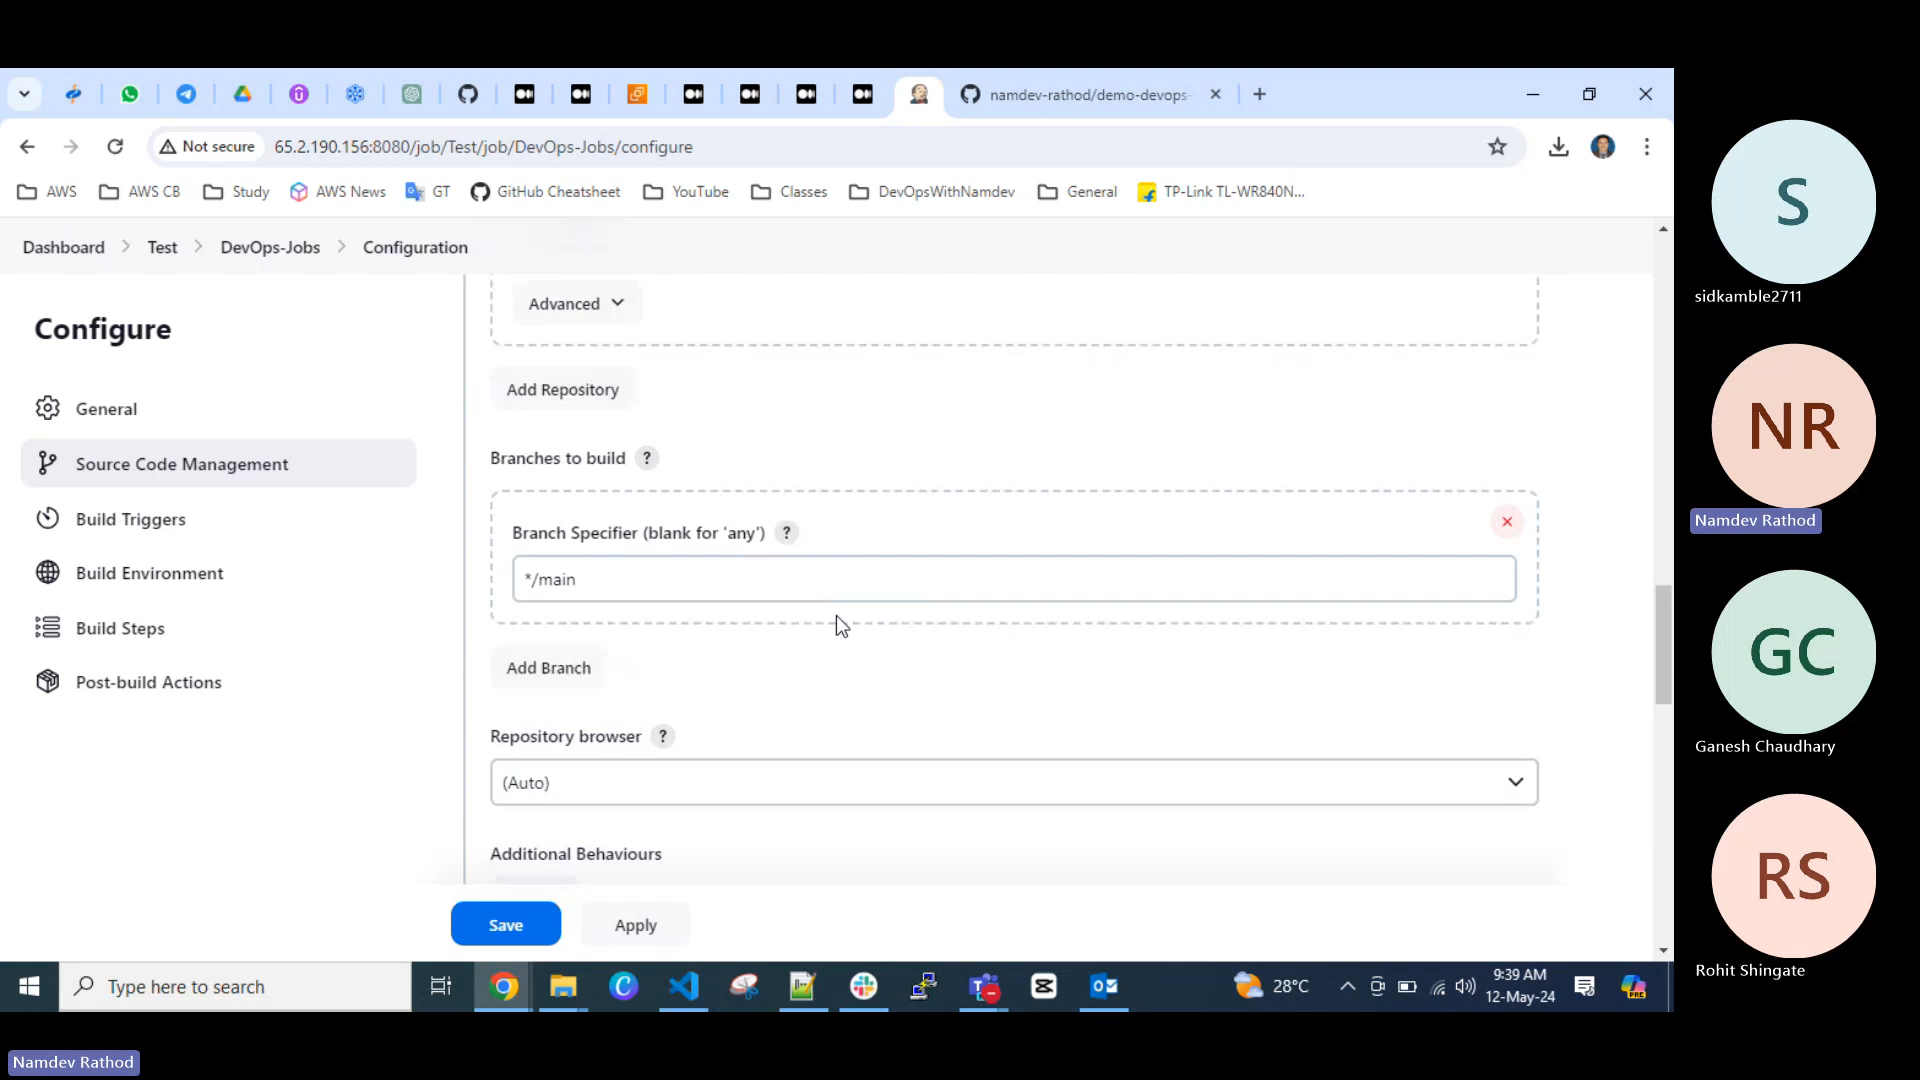 namdev-rathod/demo-devops-
Not secure
65.2.190.156:8080/job/Test/job/DevOps-Jobs/configure
AWS
AWS CB
Study
AWS News
GT
GitHub Cheatsheet
YouTube
Classes
DevOpsWithNamdev
General
TP-Link TL-WR840N...
Dashboard
Test
DevOps-Jobs
Configuration
Configure
General
Source Code Management
Build Triggers
Build Environment
Build Steps
Post-build Actions
Advanced
Add Repository
Branches to build ?
Branch Specifier (blank for 'any') ?
*/main
Add Branch
Repository browser ?
(Auto)
Additional Behaviours
Save
Apply
Type here to search
28°C
9:39 AM
12-May-24
S
sidkamble2711
NR
Namdev Rathod
GC
Ganesh Chaudhary
RS
Rohit Shingate
Namdev Rathod